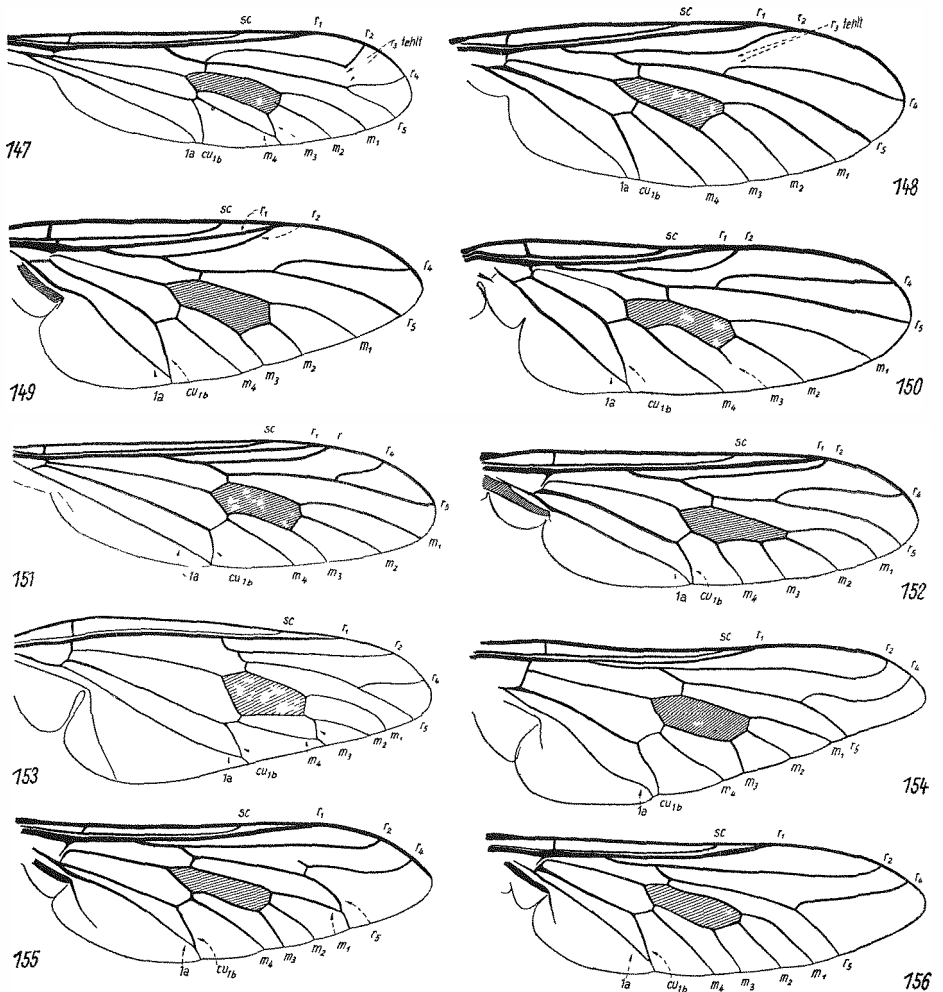 sc
r₁
r₂
r₃ fehlt
r₄
r₅
m₁
m₂
m₃
m₄
cu₁b
1a
147
sc
r₁
r₂
r₃ fehlt
r₄
r₅
m₁
m₂
m₃
m₄
cu₁b
1a
148
sc
r₁
r₂
r₄
r₅
m₁
m₂
m₃
m₄
cu₁b
1a
149
sc
r₁
r₂
r₄
r₅
m₁
m₂
m₃
m₄
cu₁b
1a
150
sc
r₁
r
r₄
r₅
m₁
m₂
m₃
m₄
cu₁b
1a
151
sc
r₁
r₂
r₄
r₅
m₁
m₂
m₃
m₄
cu₁b
1a
152
sc
r₁
r₂
r₄
r₅
m₁
m₂
m₃
m₄
cu₁b
1a
153
sc
r₁
r₂
r₄
r₅
m₁
m₂
m₃
m₄
cu₁b
1a
154
sc
r₁
r₂
r₄
r₅
m₁
m₂
m₃
m₄
cu₁b
1a
155
sc
r₁
r₂
r₄
r₅
m₁
m₂
m₃
m₄
cu₁b
1a
156